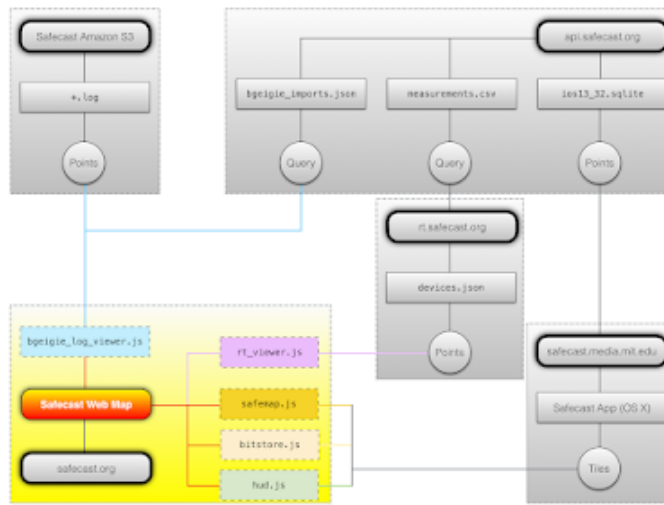 Safecast Amazon S3
api.safecast.org
*.log
bgeigie_imports.json
measurements.csv
ios13_32.sqlite
Points
Query
Query
Points
rt.safecast.org
devices.json
bgeigie_log_viewer.js
rt_viewer.js
Points
safecast.media.mit.edu
Safecast Web Map
safemap.js
Safecast App (OS X)
bitstore.js
safecast.org
Tiles
hud.js